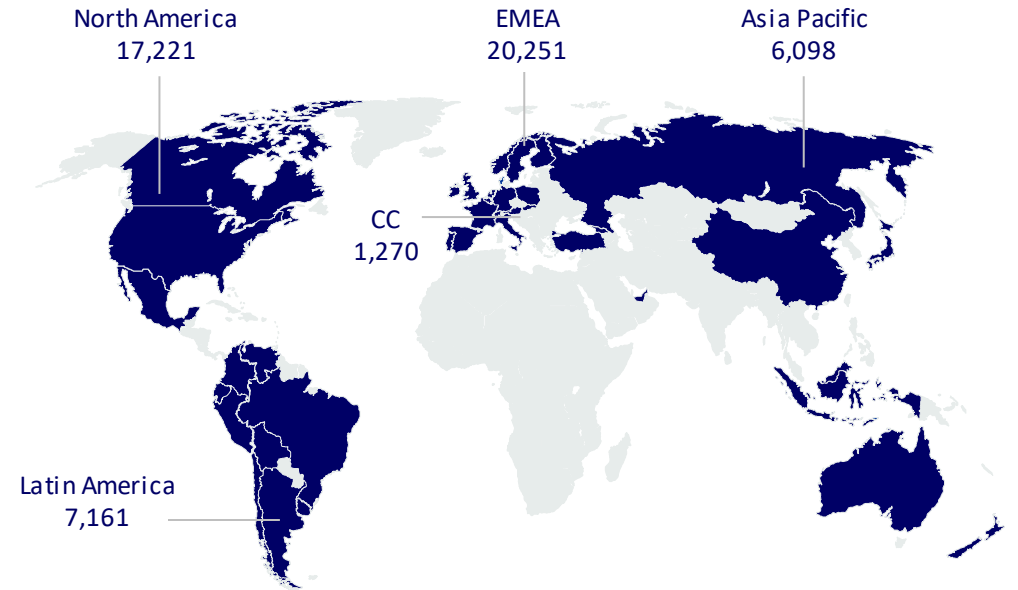 North America
17,221
EMEA
20,251
Asia Pacific
6,098
CC
1,270
Latin America
7,161